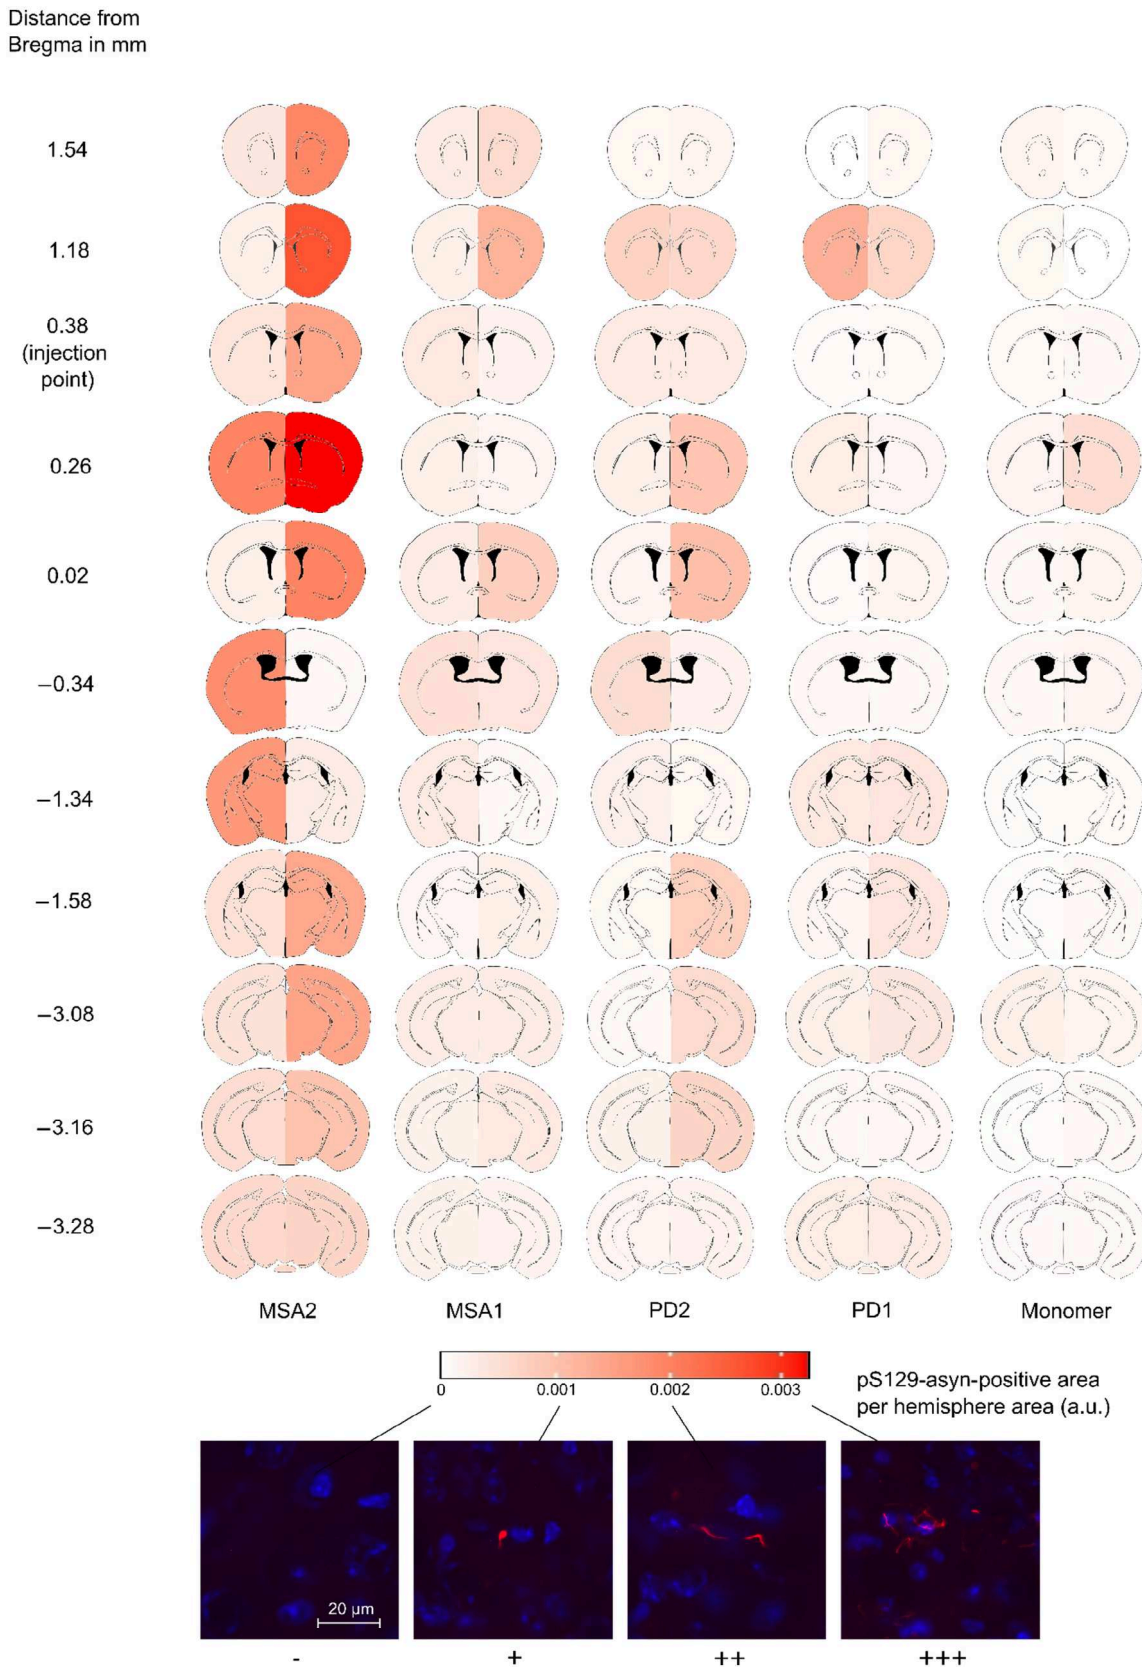 Distance from
Bregma in mm
1.54
1.18
0.38
(injection
point)
0.26
0.02
−0.34
−1.34
−1.58
−3.08
−3.16
−3.28
MSA2 MSA1 PD2 PD1 Monomer
0 0.001 0.002 0.003
pS129-asyn-positive area
per hemisphere area (a.u.)
20 µm
- + ++ +++